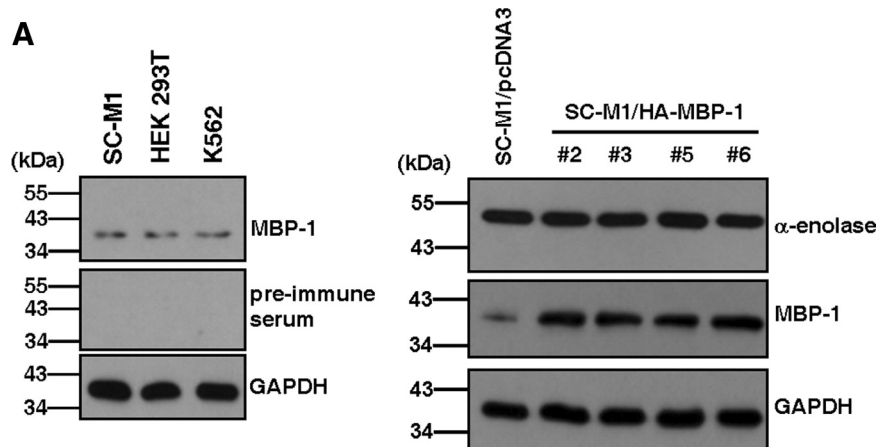 A
SC-M1
HEK 293T
K562
(kDa)
55
43
34
MBP-1
55
43
34
pre-immune
serum
43
34
GAPDH
SC-M1/pcDNA3
SC-M1/HA-MBP-1
#2 #3 #5 #6
(kDa)
55
43
α-enolase
43
34
MBP-1
43
34
GAPDH